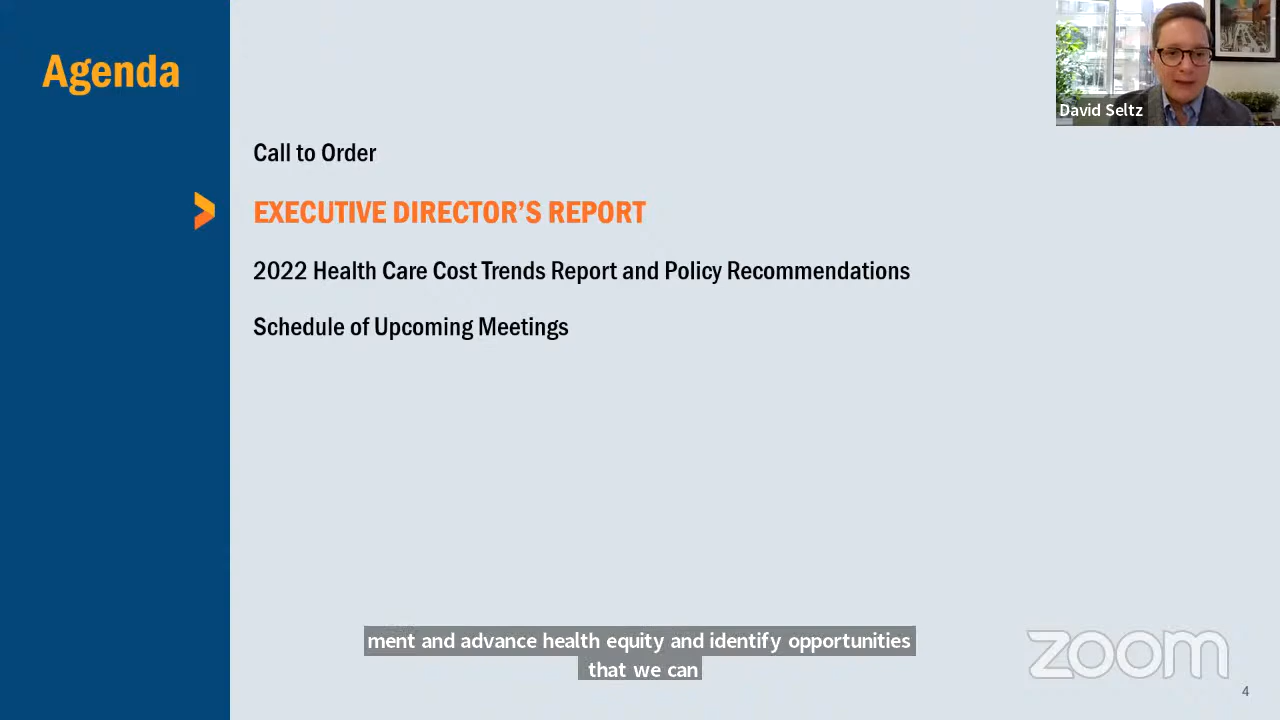 Agenda
David Seltz
Call to Order
EXECUTIVE DIRECTOR’S REPORT
2022 Health Care Cost Trends Report and Policy Recommendations
Schedule of Upcoming Meetings
ment and advance health equity and identify opportunities
that we can
zoom
4